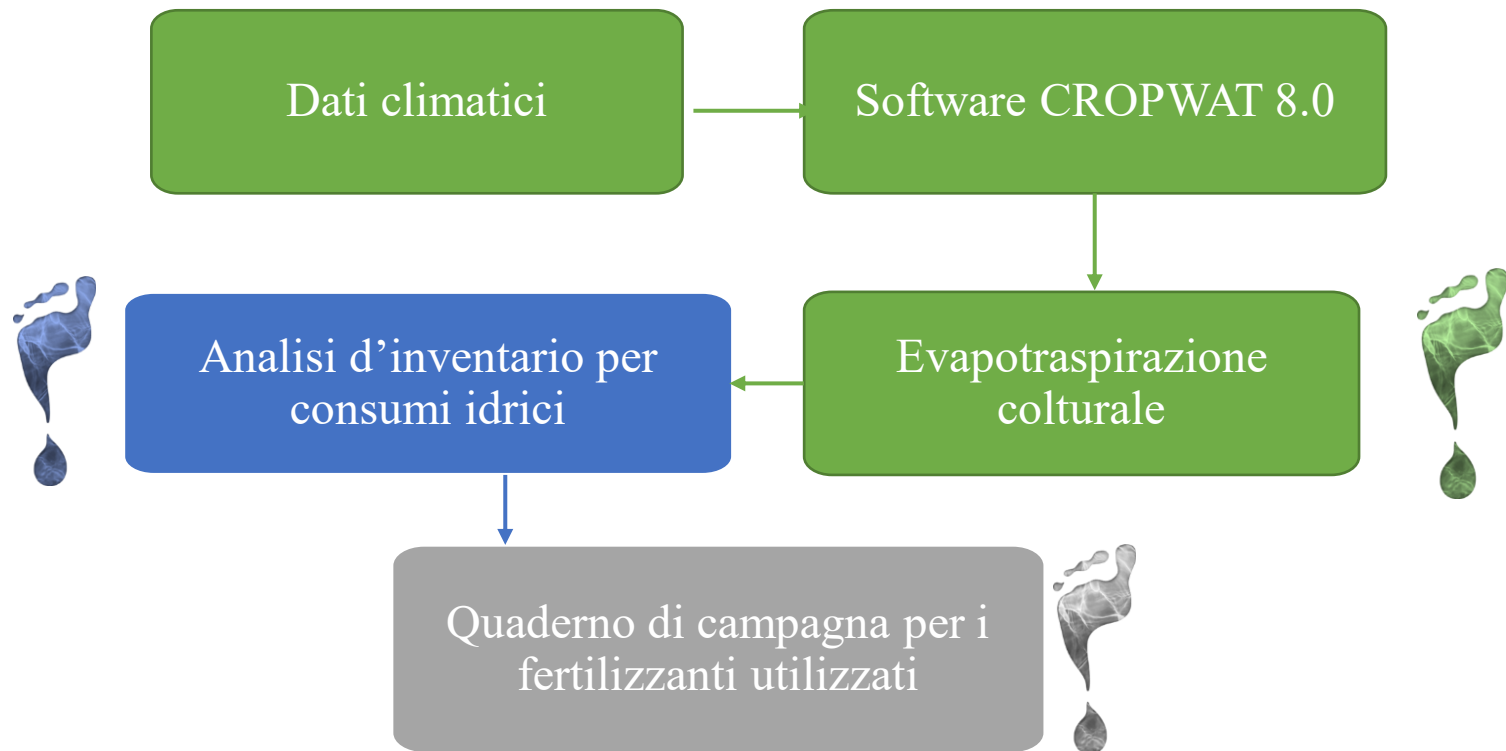 Dati climatici
Software CROPWAT 8.0
Analisi d’inventario per
consumi idrici
Evapotraspirazione
colturale
Quaderno di campagna per i
fertilizzanti utilizzati